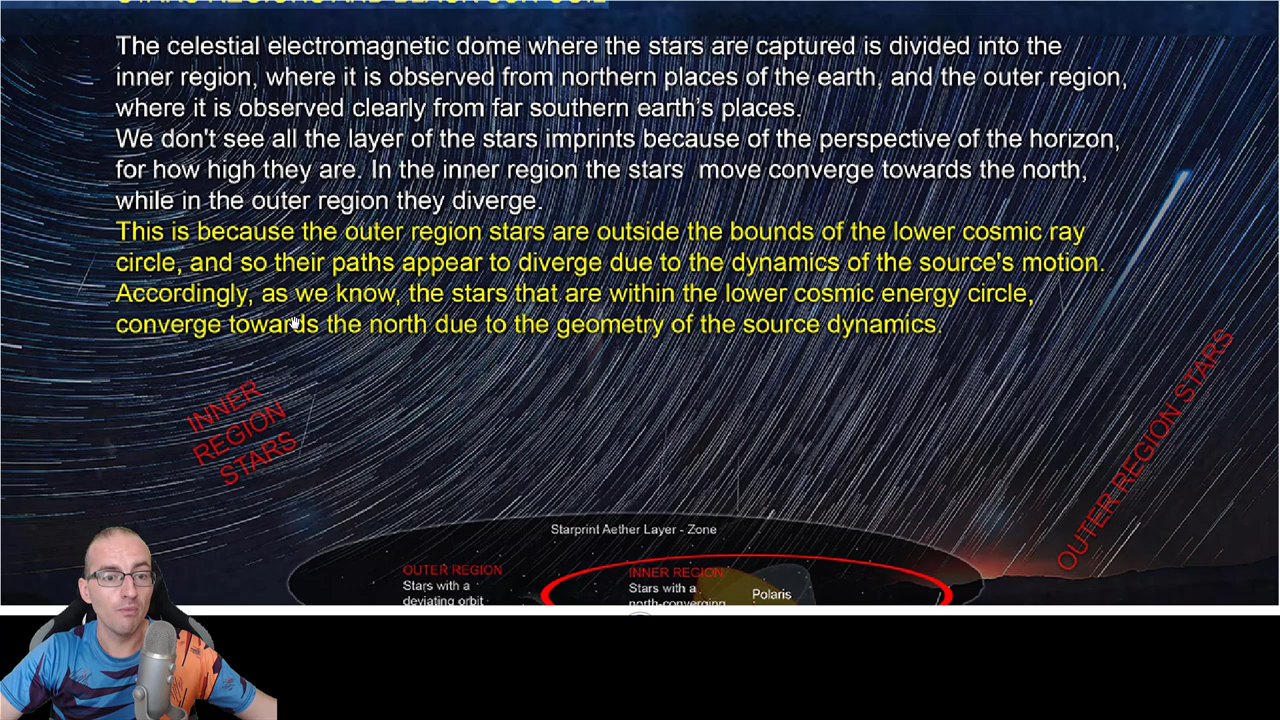 STARS REGIONS AND BLACK SUN COIL
The celestial electromagnetic dome where the stars are captured is divided into the
inner region, where it is observed from northern places of the earth, and the outer region,
where it is observed clearly from far southern earth's places.
We don't see all the layer of the stars imprints because of the perspective of the horizon,
for how high they are. In the inner region the stars move converge towards the north,
while in the outer region they diverge.
This is because the outer region stars are outside the bounds of the lower cosmic ray
circle, and so their paths appear to diverge due to the dynamics of the source's motion.
Accordingly, as we know, the stars that are within the lower cosmic energy circle,
converge towards the north due to the geometry of the source dynamics.
INNER
REGION
STARS
OUTER REGION STARS
Starprint Aether Layer - Zone
OUTER REGION
Stars with a
deviating orbit
INNER REGION
Stars with a
north-converging
Polaris